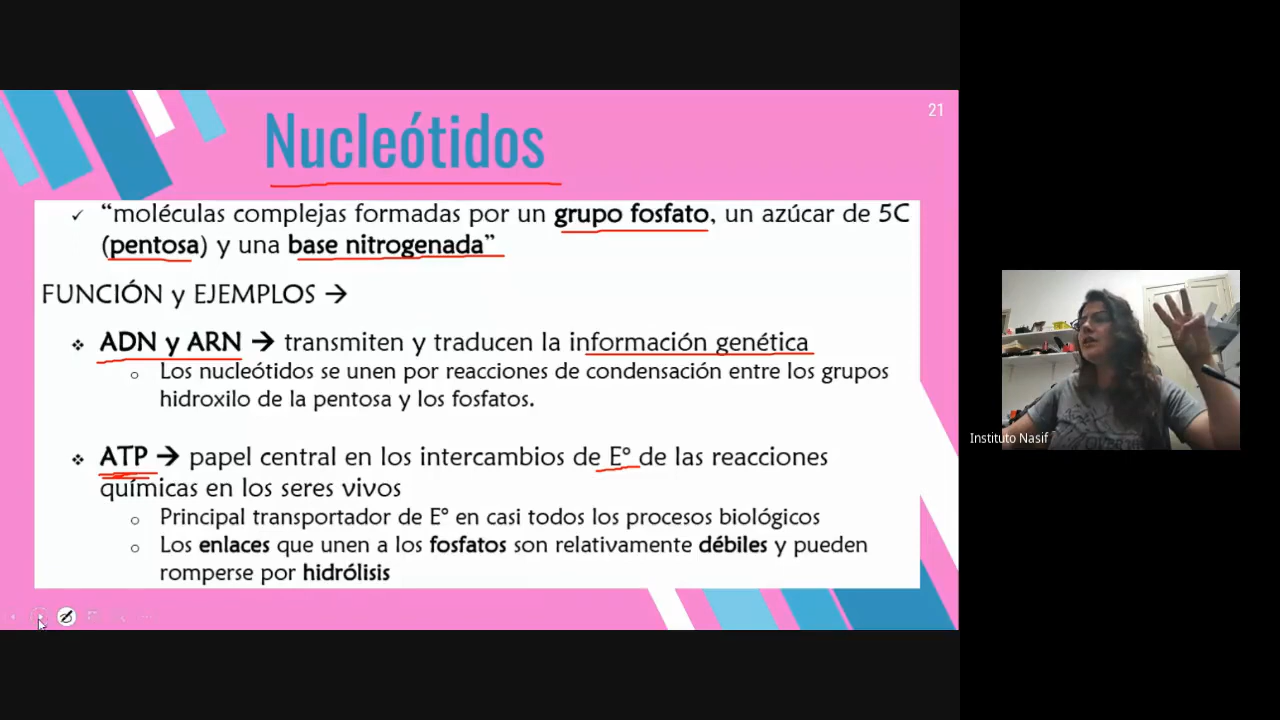 21
Nucleótidos
✓ “moléculas complejas formadas por un grupo fosfato, un azúcar de 5C
(pentosa) y una base nitrogenada”
FUNCIÓN y EJEMPLOS →
❖ ADN y ARN → transmiten y traducen la información genética
o Los nucleótidos se unen por reacciones de condensación entre los grupos
hidroxilo de la pentosa y los fosfatos.
❖ ATP → papel central en los intercambios de E° de las reacciones
químicas en los seres vivos
o Principal transportador de E° en casi todos los procesos biológicos
o Los enlaces que unen a los fosfatos son relativamente débiles y pueden
romperse por hidrólisis
Instituto Nasif